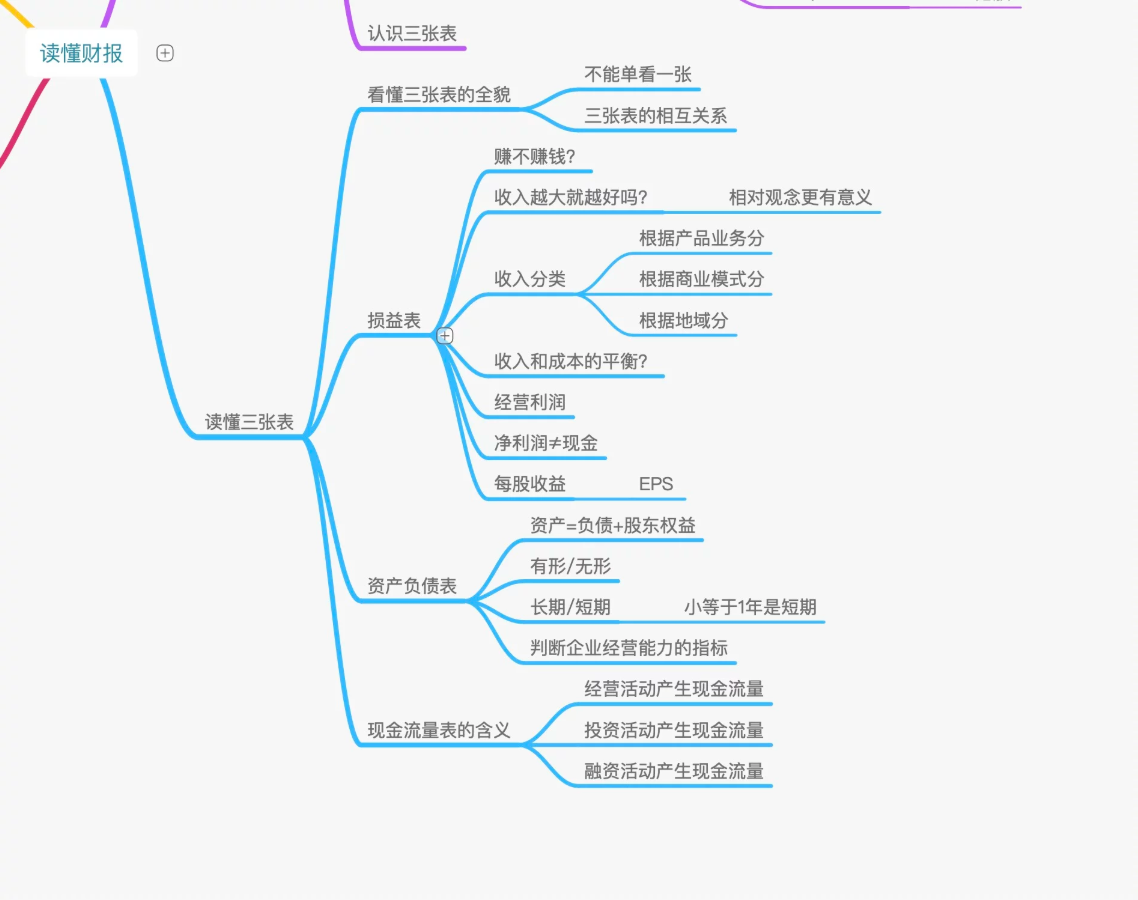 认识三张表
读懂财报
不能单看一张
看懂三张表的全貌
三张表的相互关系
赚不赚钱?
收入越大就越好吗? 相对观念更有意义
根据产品业务分
收入分类 根据商业模式分
根据地域分
损益表
收入和成本的平衡?
经营利润
读懂三张表
净利润≠现金
每股收益 EPS
资产=负债+股东权益
有形/无形
资产负债表
长期/短期 小等于1年是短期
判断企业经营能力的指标
经营活动产生现金流量
现金流量表的含义 投资活动产生现金流量
融资活动产生现金流量